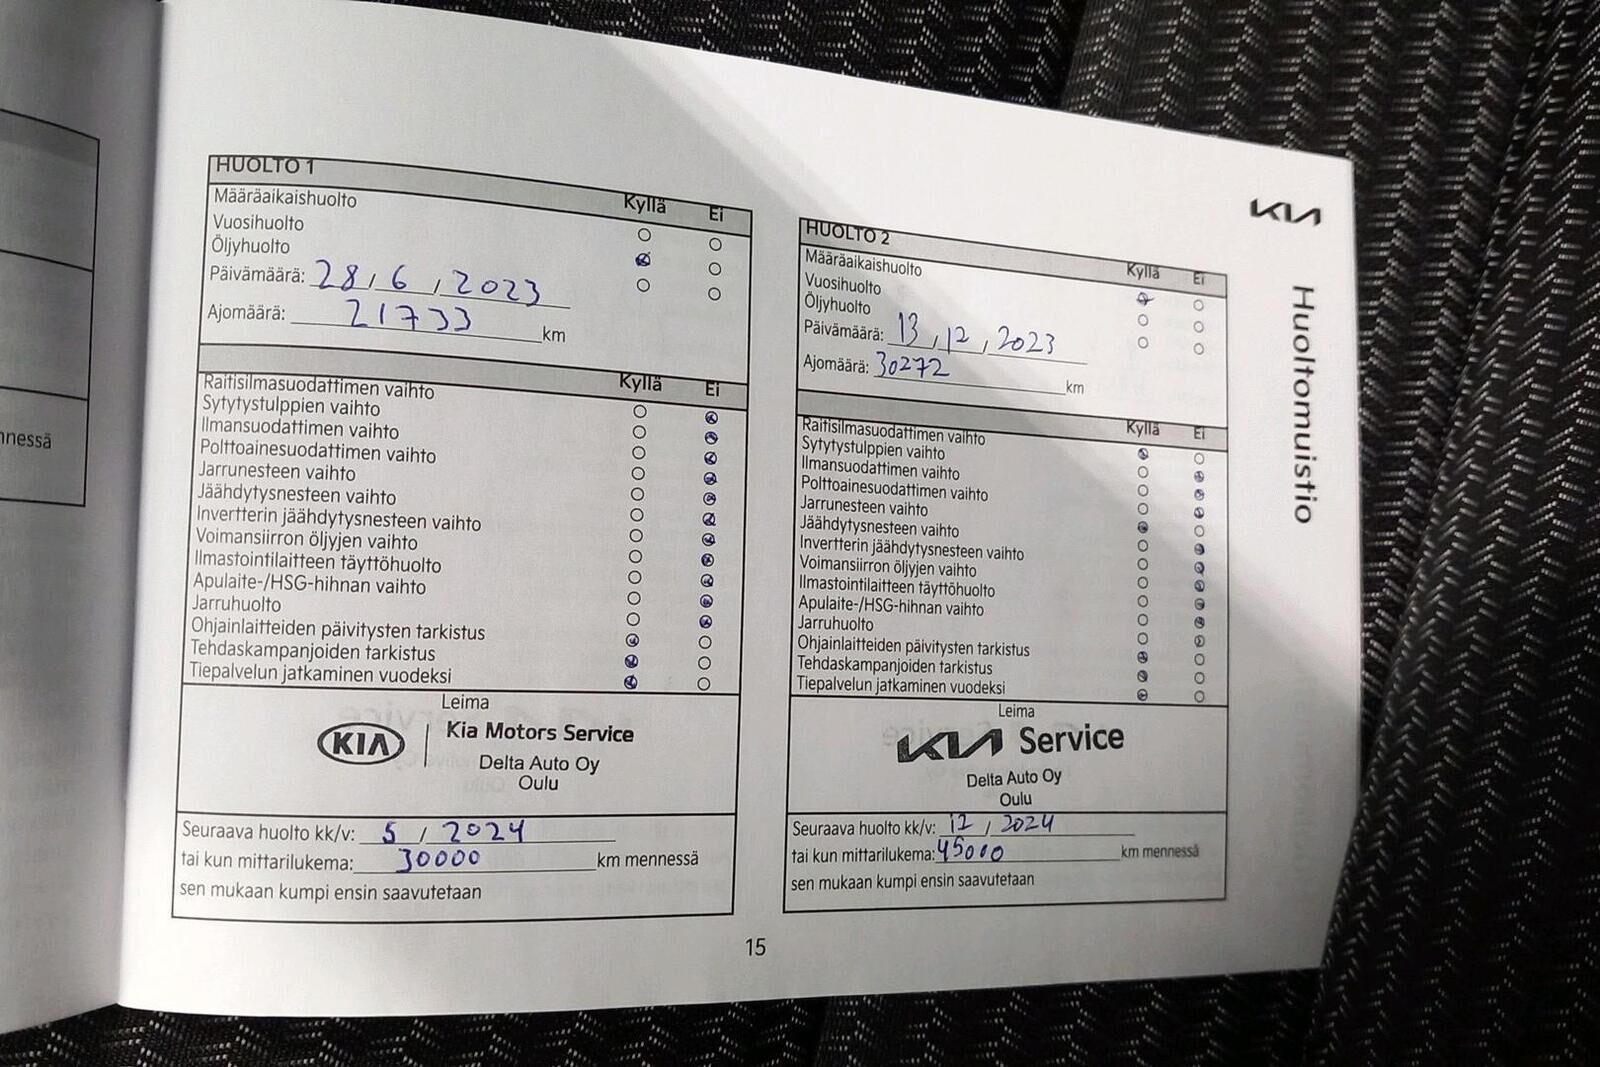 nnessä
HUOLTO 1
Kyllä Ei
Määräaikaishuolto
Vuosihuolto
Öljyhuolto
Päivämäärä: 28 / 6 , 2023
Ajomäärä: 21733 km
Kyllä Ei
Raitisilmasuodattimen vaihto
Sytytystulppien vaihto
Ilmansuodattimen vaihto
Polttoainesuodattimen vaihto
Jarrunesteen vaihto
Jäähdytysnesteen vaihto
Invertterin jäähdytysnesteen vaihto
Voimansiirron öljyjen vaihto
Ilmastointilaitteen täyttöhuolto
Apulaite-/HSG-hihnan vaihto
Jarruhuolto
Ohjainlaitteiden päivitysten tarkistus
Tehdaskampanjoiden tarkistus
Tiepalvelun jatkaminen vuodeksi
Leima
KIA Kia Motors Service
Delta Auto Oy
Oulu
Seuraava huolto kk/v: 5 / 2024
tai kun mittarilukema: 30000 km mennessä
sen mukaan kumpi ensin saavutetaan
HUOLTO 2
Kyllä Ei
Määräaikaishuolto
Vuosihuolto
Öljyhuolto
Päivämäärä: 13 , 12 , 2023
Ajomäärä: 30272 km
Kyllä Ei
Raitisilmasuodattimen vaihto
Sytytystulppien vaihto
Ilmansuodattimen vaihto
Polttoainesuodattimen vaihto
Jarrunesteen vaihto
Jäähdytysnesteen vaihto
Invertterin jäähdytysnesteen vaihto
Voimansiirron öljyjen vaihto
Ilmastointilaitteen täyttöhuolto
Apulaite-/HSG-hihnan vaihto
Jarruhuolto
Ohjainlaitteiden päivitysten tarkistus
Tehdaskampanjoiden tarkistus
Tiepalvelun jatkaminen vuodeksi
Leima
KIA Service
Delta Auto Oy
Oulu
Seuraava huolto kk/v: 12 / 2024
tai kun mittarilukema: 45000 km mennessä
sen mukaan kumpi ensin saavutetaan
KIA
Huoltomuistio
15